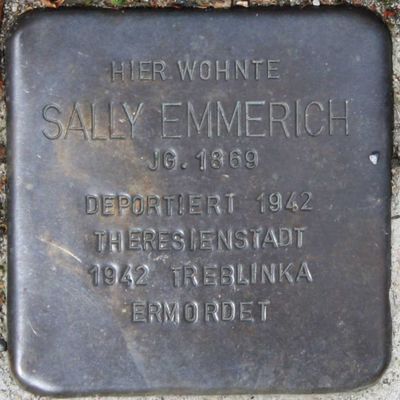 HIER WOHNTE
SALLY EMMERICH
JG. 1869
DEPORTIERT 1942
THERESIENSTADT
1942 TREBLINKA
ERMORDET